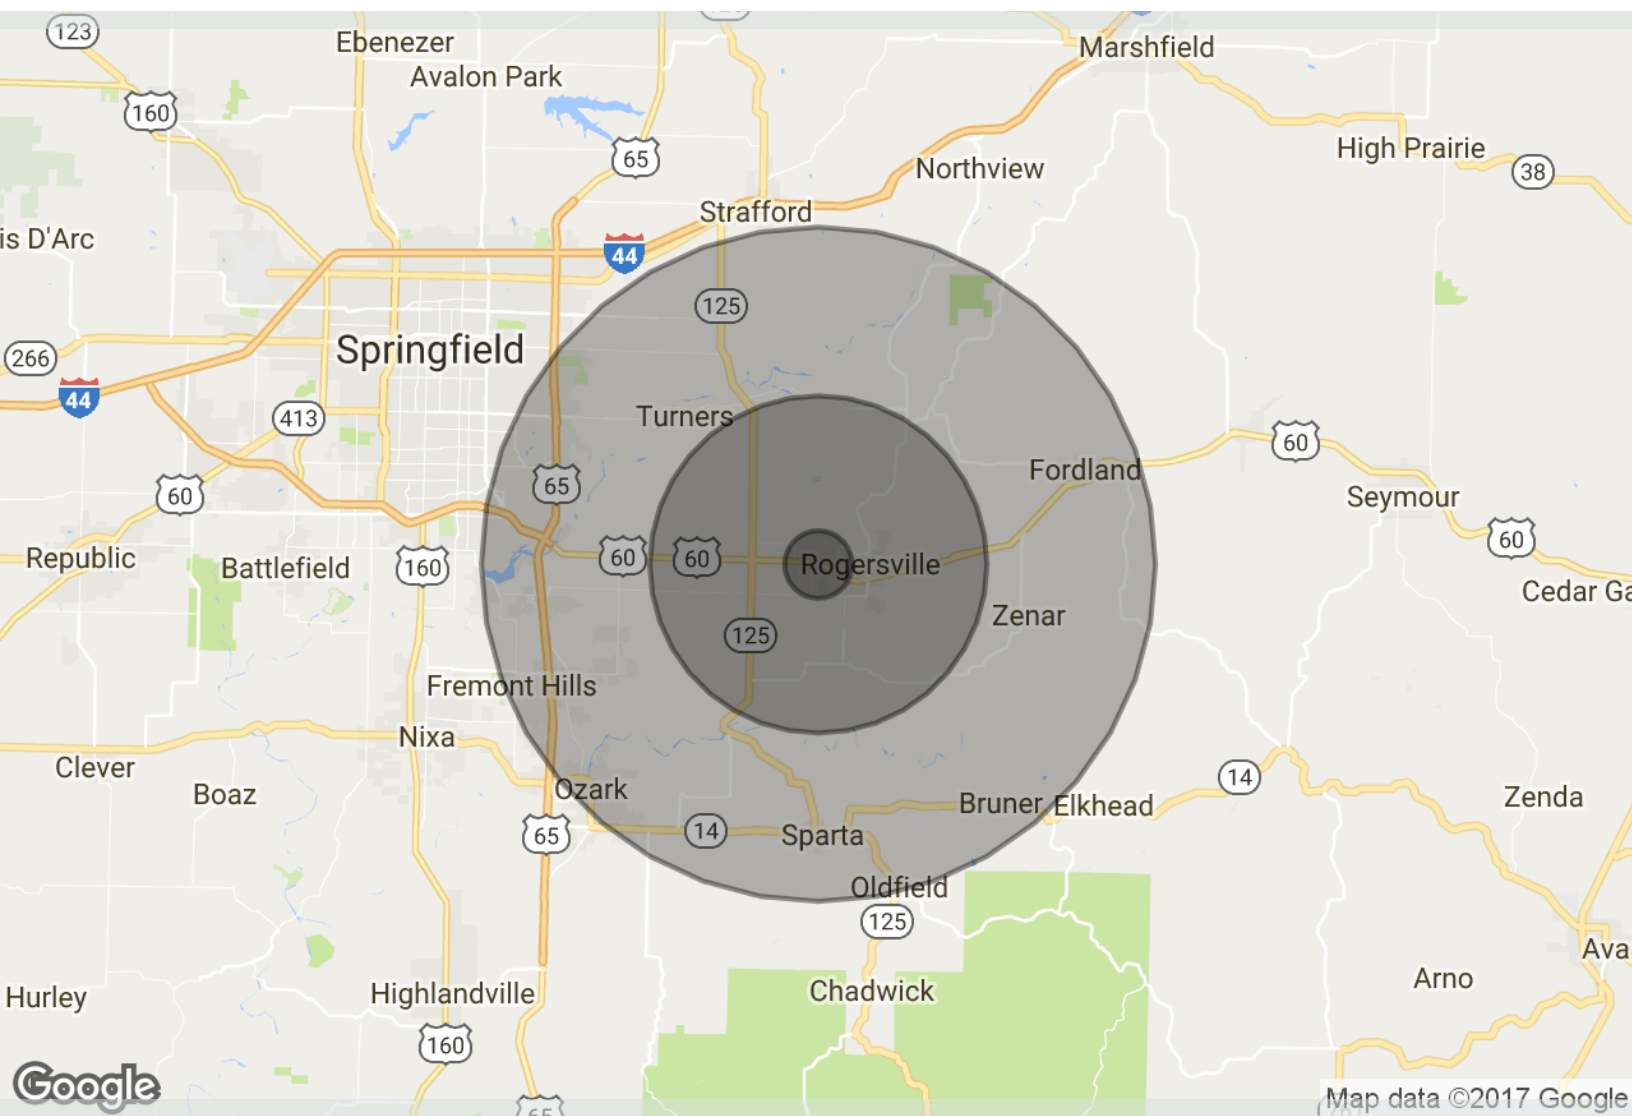 123
Ebenezer
Marshfield
Avalon Park
160
65
High Prairie
38
Northview
Strafford
is D'Arc
44
125
Springfield
266
44
413
Turners
60
Fordland
65
60
Seymour
60
Republic
Battlefield
160
60
60
Rogersville
Cedar Ga
Zenar
125
Fremont Hills
Nixa
Clever
14
Boaz
Ozark
Zenda
Bruner
Elkhead
65
14
Sparta
Oldfield
125
Ava
Arno
Hurley
Highlandville
Chadwick
160
Google
Map data ©2017 Google
65